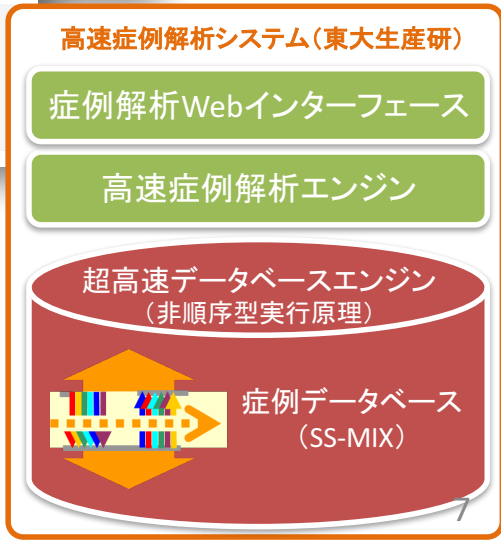 高速症例解析システム（東大生産研）
症例解析Webインターフェース
高速症例解析エンジン
超高速データベースエンジン
（非順序型実行原理）
症例データベース
（SS-MIX）
7